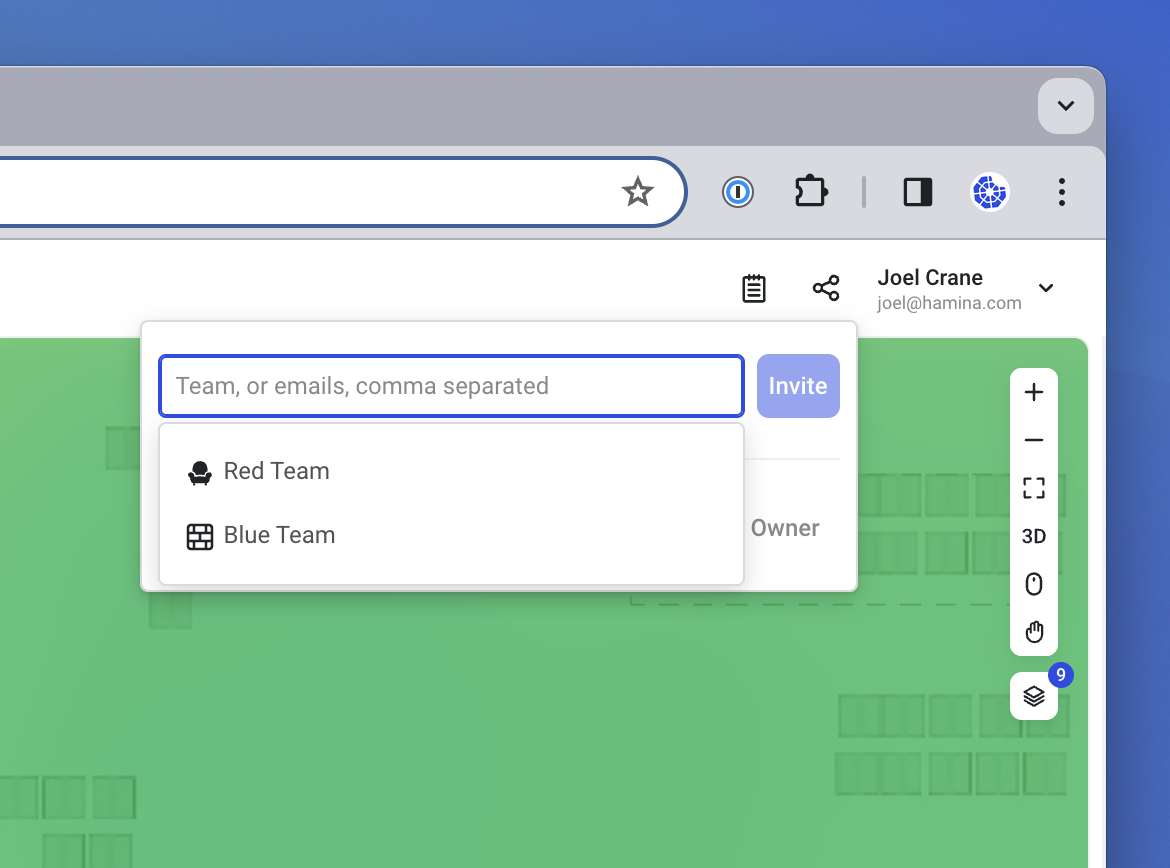 Joel Crane
joel@hamina.com
Team, or emails, comma separated
Invite
Red Team
Blue Team
Owner
3D
9